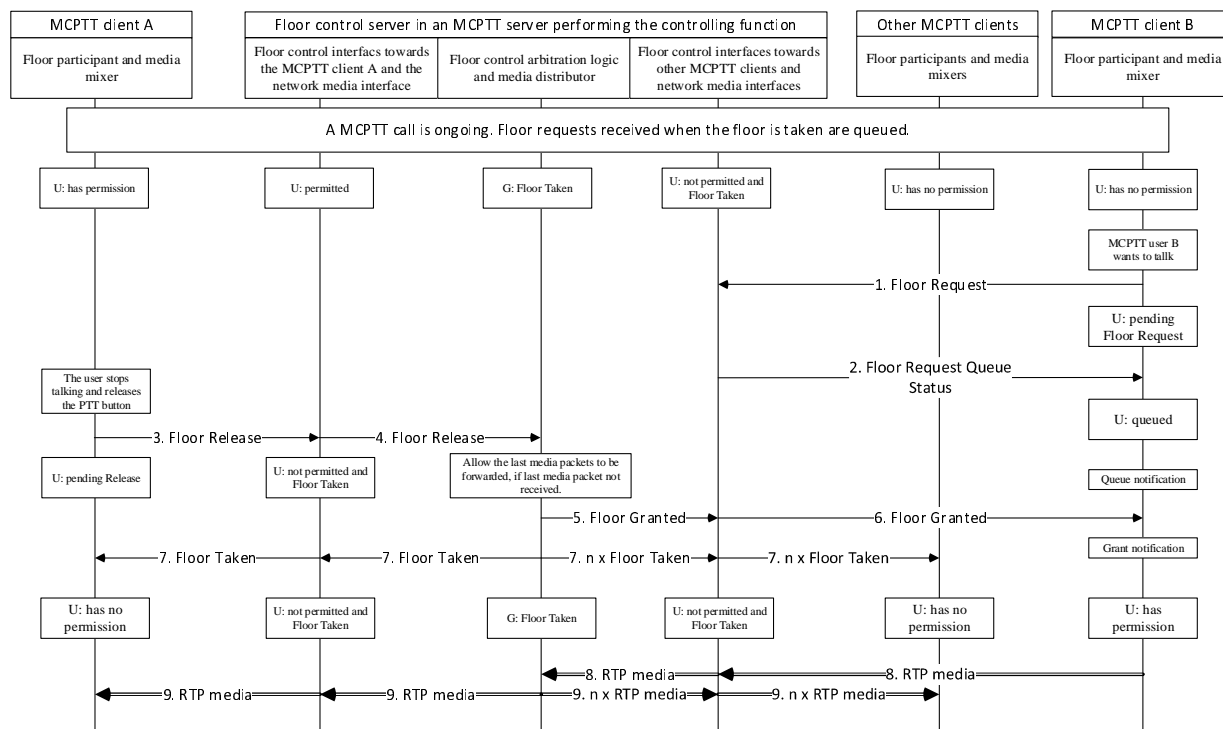 MCPTT client A
Floor control server in an MCPTT server performing the controlling function
Other MCPTT clients
MCPTT client B
Floor participant and media
mixer
Floor control interfacs towards
the MCPTT client A and the
network media interface
Floor control arbitration logic
and media distributor
Floor control interfaces towards
other MCPTT clients and
network media interfaces
Floor participants and media
mixers
Floor participant and media
mixer
A MCPTT call is ongoing. Floor requests received when the floor is taken are queued.
U: has permission
U: permitted
G: Floor Taken
U: not permitted and
Floor Taken
U: has no permission
U: has no permission
MCPTT user B
wants to tallk
1. Floor Request
U: pending
Floor Request
2. Floor Request Queue
Status
The user stops
talking and releases
the PTT button
U: queued
3. Floor Release
4. Floor Release
U: pending Release
U: not permitted and
Floor Taken
Allow the last media packets to be
forwarded, if last media packet not
received.
Queue notification
5. Floor Granted
6. Floor Granted
Grant notification
7. Floor Taken
7. Floor Taken
7. n x Floor Taken
7. n x Floor Taken
U: has no
permission
U: not permitted and
Floor Taken
G: Floor Taken
U: not permitted and
Floor Taken
U: has no
permission
U: has
permission
8. RTP media
8. RTP media
9. RTP media
9. RTP media
9. n x RTP media
9. n x RTP media